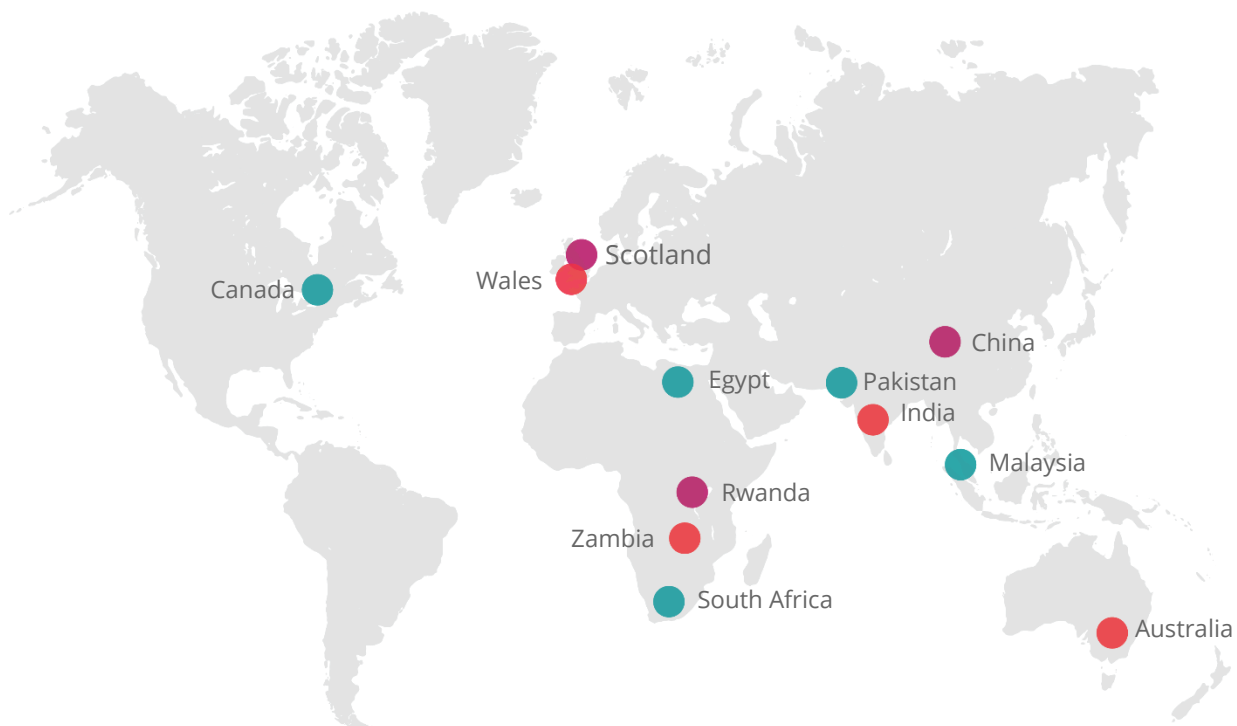 Scotland
Wales
Canada
China
Egypt
Pakistan
India
Malaysia
Rwanda
Zambia
South Africa
Australia